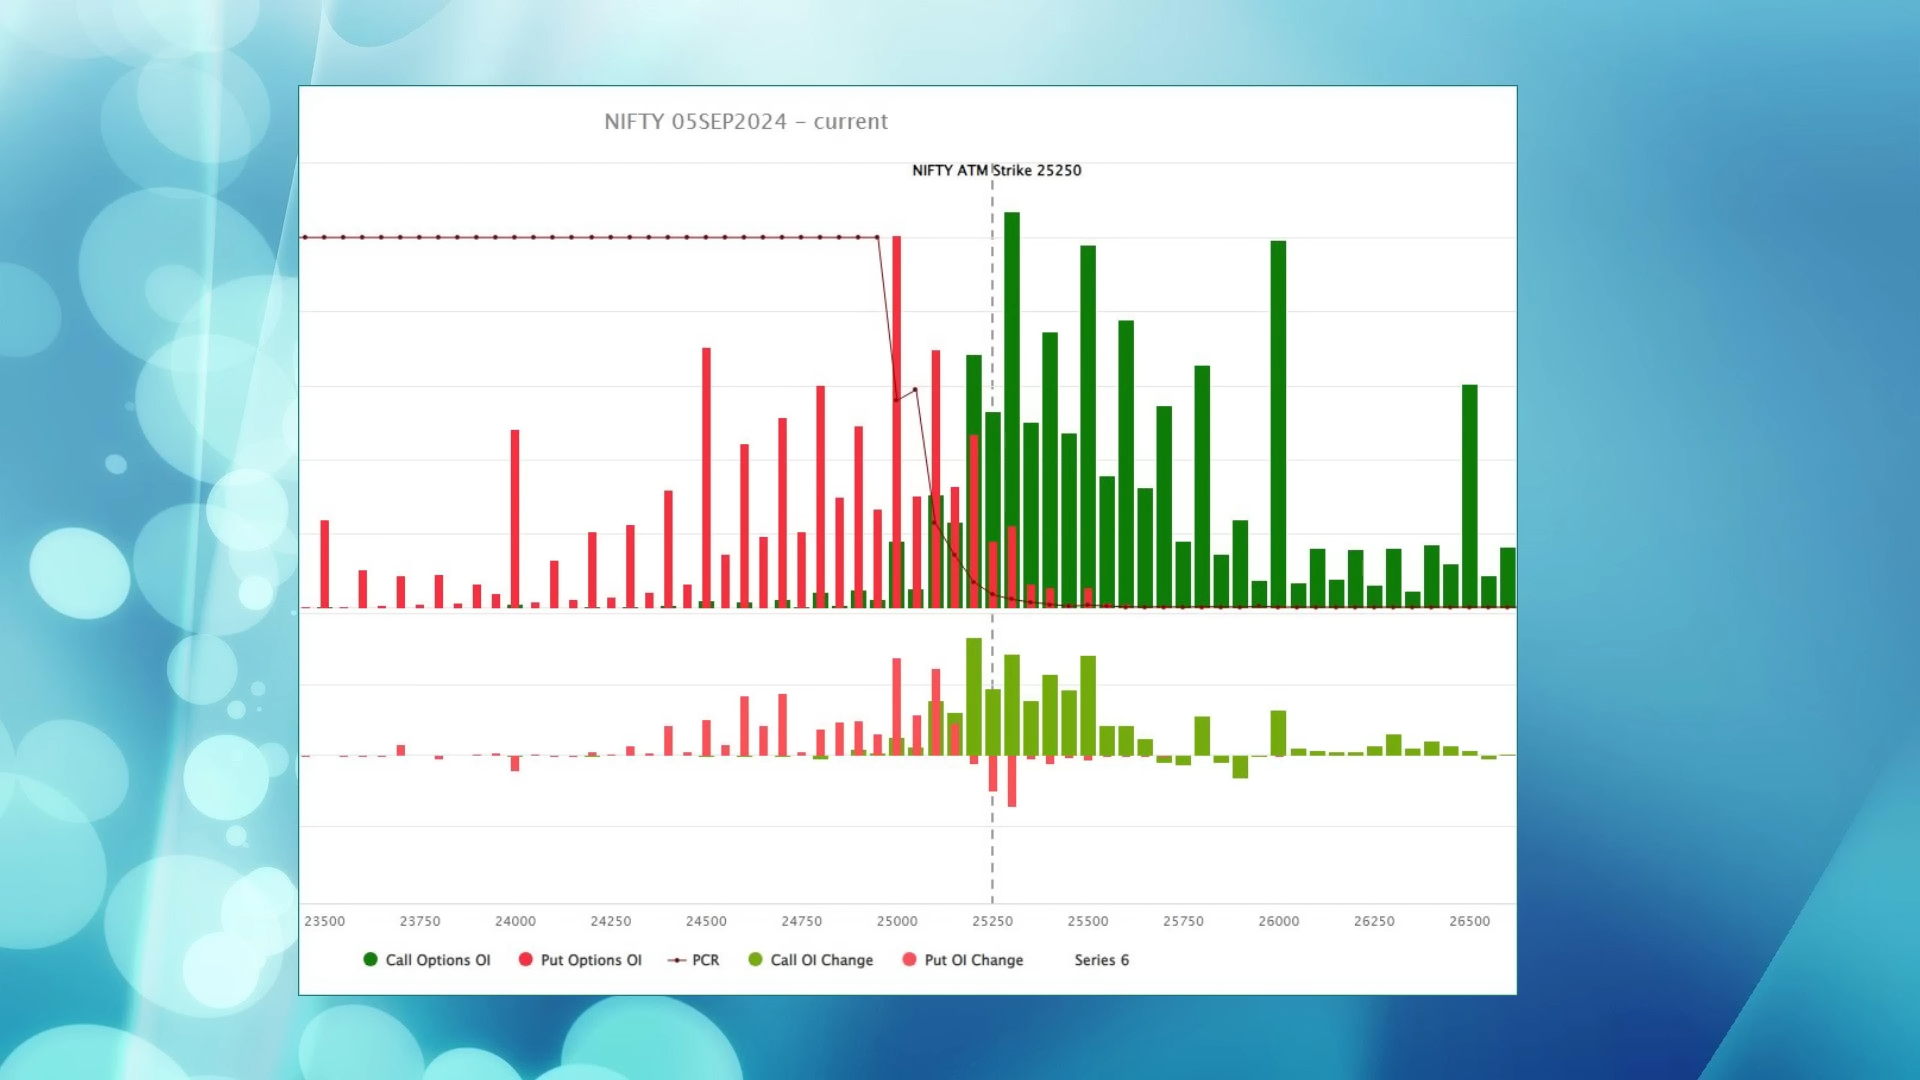 NIFTY 05SEP2024 – current
NIFTY ATM Strike 25250
23500 23750 24000 24250 24500 24750 25000 25250 25500 25750 26000 26250 26500
Call Options OI Put Options OI PCR Call OI Change Put OI Change Series 6